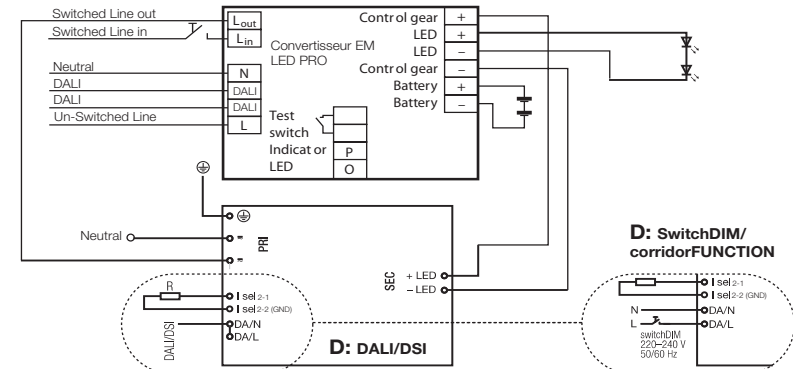 Switched Line out
Switched Line in
Neutral
DALI
DALI
Un-Switched Line
Lout
Lin
N
DALI
DALI
L
Convertisseur EM
LED PRO
Test
switch
Indicator
LED
P
O
Control gear +
LED +
LED –
Control gear –
Battery +
Battery –
Neutral
PRI
SEC
+ LED
– LED
R
I sel 2-1
I sel 2-2 (GND)
DA/N
DA/L
DALI/DSI
D: DALI/DSI
D: SwitchDIM/
corridorFUNCTION
I sel 2-1
I sel 2-2 (GND)
N
DA/N
L
DA/L
switchDIM
220–240 V
50/60 Hz